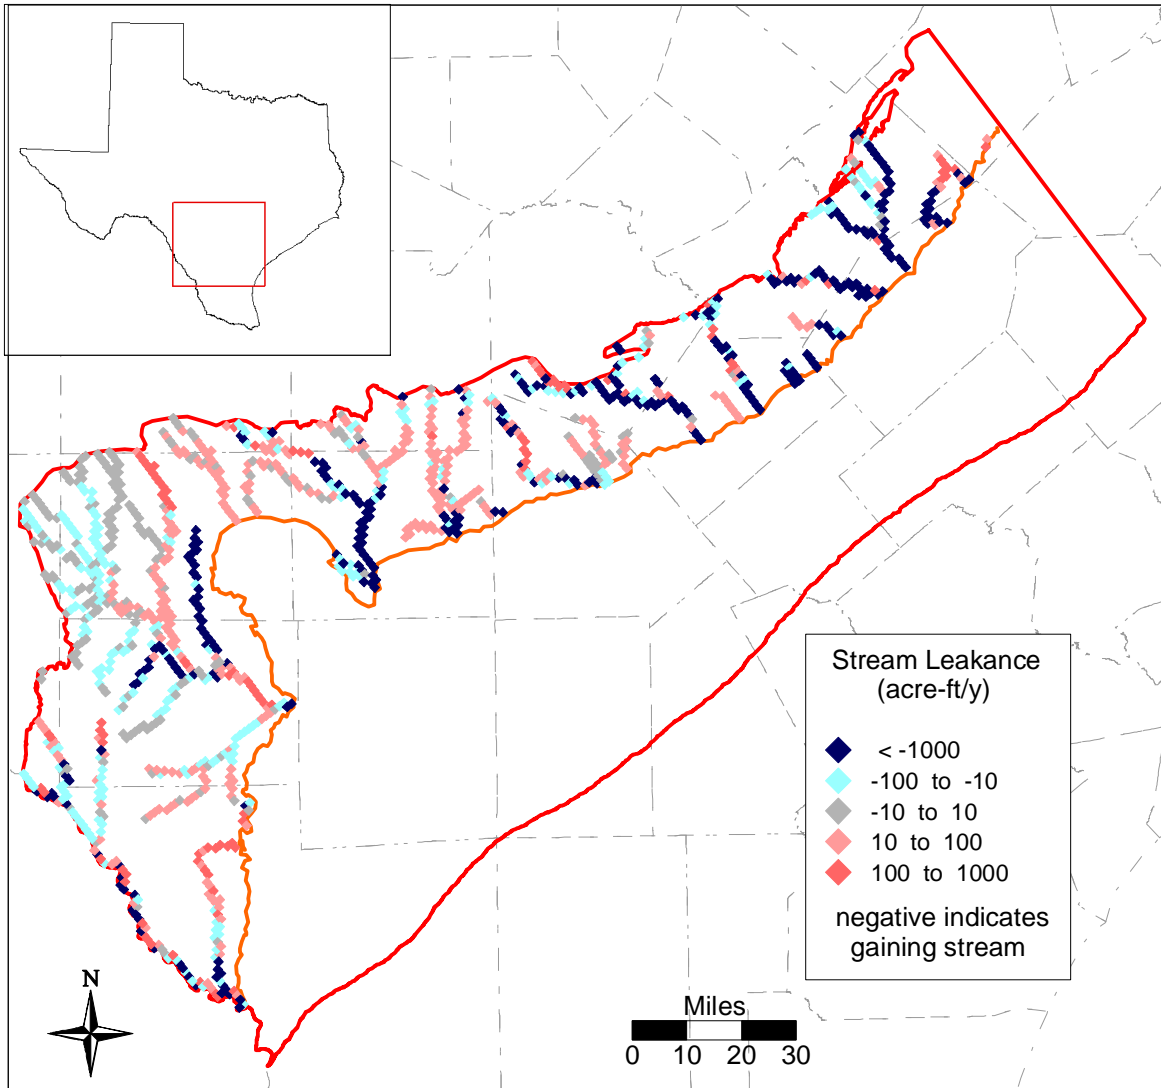 Stream Leakance
(acre-ft/y)
< -1000
-100 to -10
-10 to 10
10 to 100
100 to 1000
negative indicates
gaining stream
N
Miles
0 10 20 30